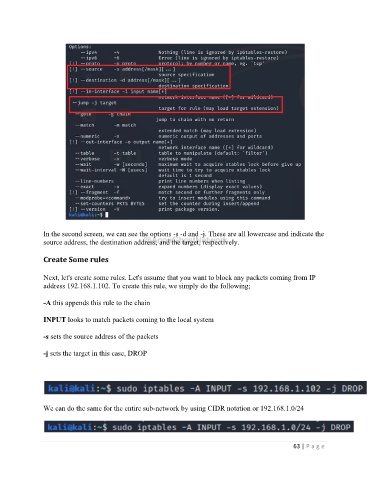 Options:
--ipv4 -4 Nothing (line is ignored by ip6tables-restore)
--ipv6 -6 Error (line is ignored by iptables-restore)
[!] --proto -p proto protocol: by number or name, eg. `tcp'
[!] --source -s address[/mask][...]
source specification
[!] --destination -d address[/mask][...]
destination specification
[!] --in-interface -i input name[+]
network interface name ([+] for wildcard)
--jump -j target
target for rule (may load target extension)
--goto -g chain
jump to chain with no return
--match -m match
extended match (may load extension)
--numeric -n numeric output of addresses and ports
[!] --out-interface -o output name[+]
network interface name ([+] for wildcard)
--table -t table table to manipulate (default: `filter')
--verbose -v verbose mode
--wait -w [seconds] maximum wait to acquire xtables lock before give up
--wait-interval -W [usecs] wait time to try to acquire xtables lock
default is 1 second
--line-numbers print line numbers when listing
--exact -x expand numbers (display exact values)
[!] --fragment -f match second or further fragments only
--modprobe=<command> try to insert modules using this command
--set-counters PKTS BYTES set the counter during insert/append
[!] --version -V print package version.
kali@kali:~$
In the second screen, we can see the options -s -d and -j. These are all lowercase and indicate the
source address, the destination address, and the target, respectively.
Create Some rules
Next, let's create some rules. Let's assume that you want to block any packets coming from IP
address 192.168.1.102. To create this rule, we simply do the following;
-A this appends this rule to the chain
INPUT looks to match packets coming to the local system
-s sets the source address of the packets
-j sets the target in this case, DROP
kali@kali:~$ sudo iptables -A INPUT -s 192.168.1.102 -j DROP
We can do the same for the entire sub-network by using CIDR notation or 192.168.1.0/24
kali@kali:~$ sudo iptables -A INPUT -s 192.168.1.0/24 -j DROP
63 | Page